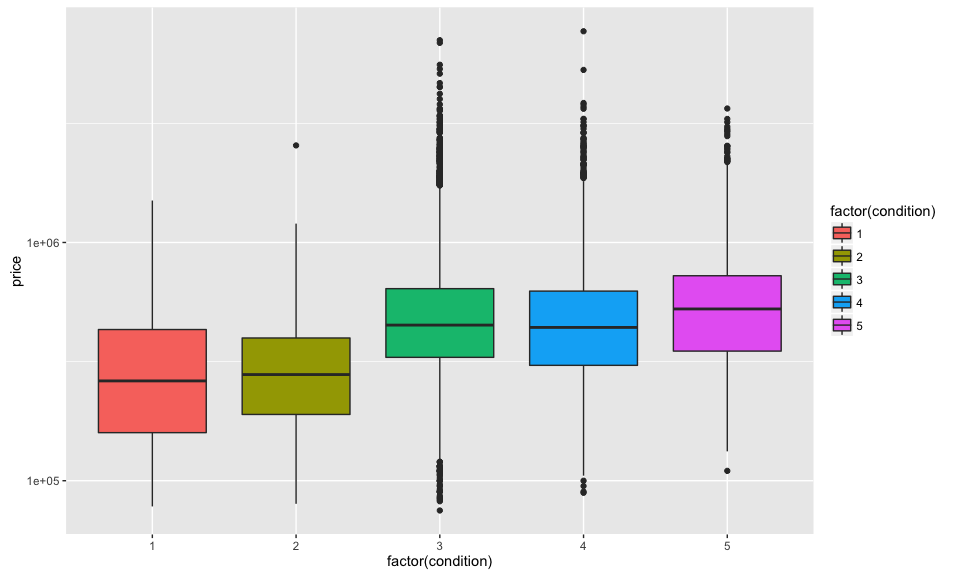 price
1e+06
1e+05
1 2 3 4 5
factor(condition)
factor(condition)
1
2
3
4
5